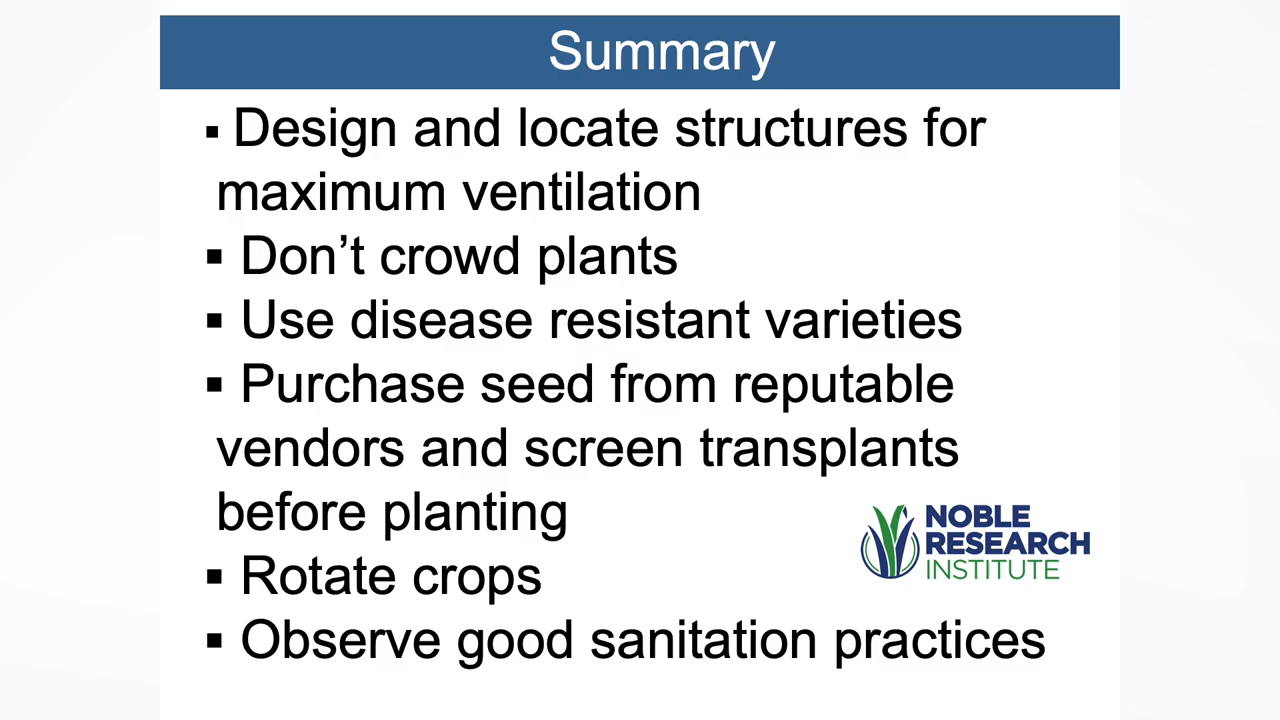 Summary
▪ Design and locate structures for
maximum ventilation
▪ Don’t crowd plants
▪ Use disease resistant varieties
▪ Purchase seed from reputable
vendors and screen transplants
before planting
▪ Rotate crops
▪ Observe good sanitation practices
NOBLE
RESEARCH
INSTITUTE